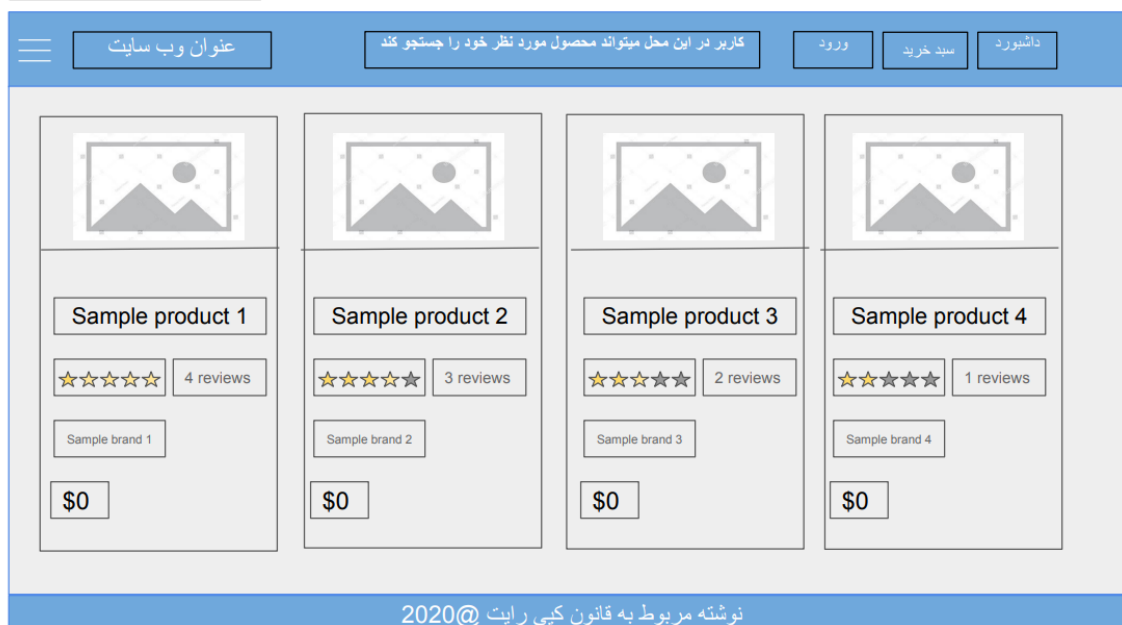 عنوان وب سایت
کاربر در این محل میتواند محصول مورد نظر خود را جستجو کند
ورود
سبد خرید
داشبورد
Sample product 1
Sample product 2
Sample product 3
Sample product 4
4 reviews
3 reviews
2 reviews
1 reviews
Sample brand 1
Sample brand 2
Sample brand 3
Sample brand 4
$0
$0
$0
$0
نوشته مربوط به قانون کپی رایت @2020